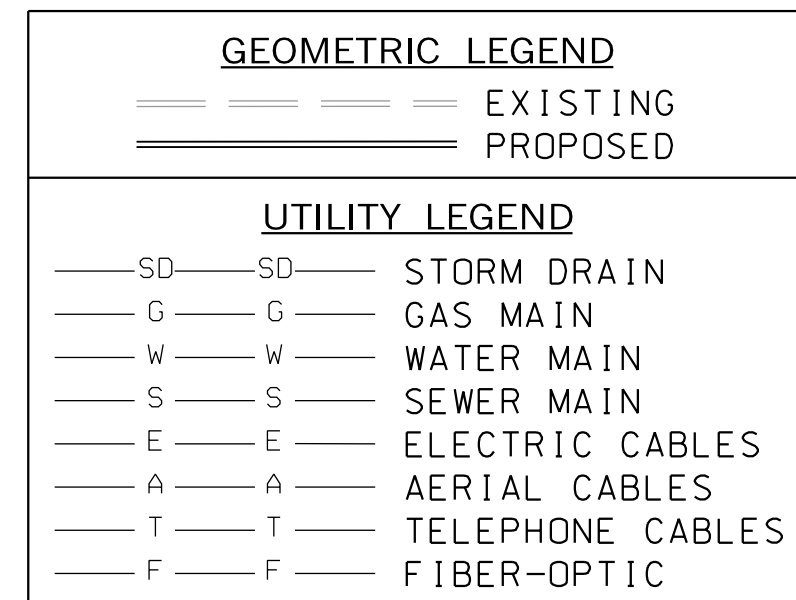 GEOMETRIC LEGEND
EXISTING
PROPOSED
UTILITY LEGEND
SD SD STORM DRAIN
G G GAS MAIN
W W WATER MAIN
S S SEWER MAIN
E E ELECTRIC CABLES
A A AERIAL CABLES
T T TELEPHONE CABLES
F F FIBER-OPTIC